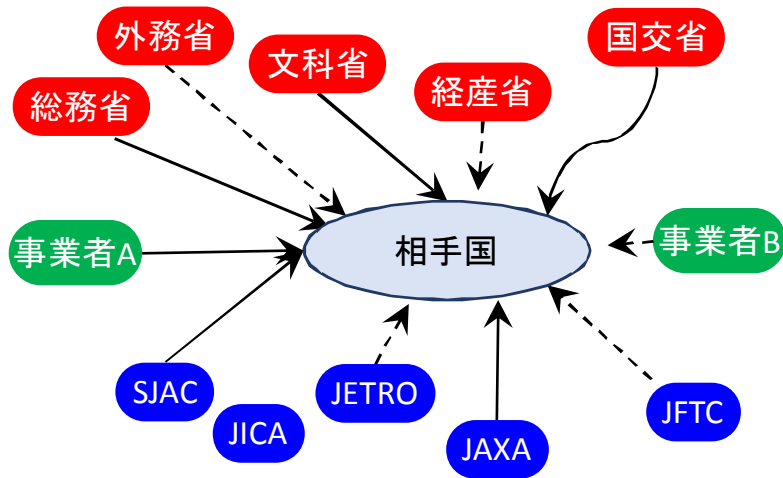 外務省
国交省
文科省
経産省
総務省
事業者A
相手国
事業者B
SJAC
JETRO
JFTC
JICA
JAXA